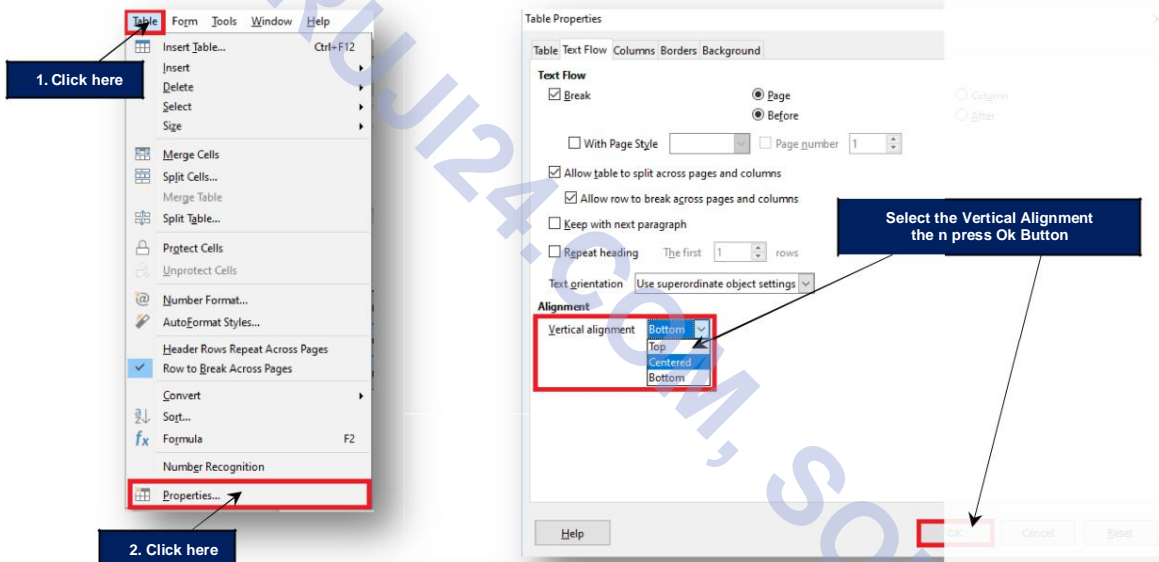 Table Form Tools Window Help
Insert Table... Ctrl+F12
Insert
Delete
Select
Size
Merge Cells
Split Cells...
Merge Table
Split Table...
Protect Cells
Unprotect Cells
Number Format...
AutoFormat Styles...
Header Rows Repeat Across Pages
Row to Break Across Pages
Convert
Sort...
Formula F2
Number Recognition
Properties...
1. Click here
2. Click here
Table Properties
Table Text Flow Columns Borders Background
Text Flow
Break Page Column
Before After
With Page Style Page number 1
Allow table to split across pages and columns
Allow row to break across pages and columns
Keep with next paragraph
Repeat heading The first 1 rows
Text orientation Use superordinate object settings
Alignment
Vertical alignment Bottom
Top
Centered
Bottom
Select the Vertical Alignment
the n press Ok Button
Help OK Cancel Reset
RUJI24.COM, SO